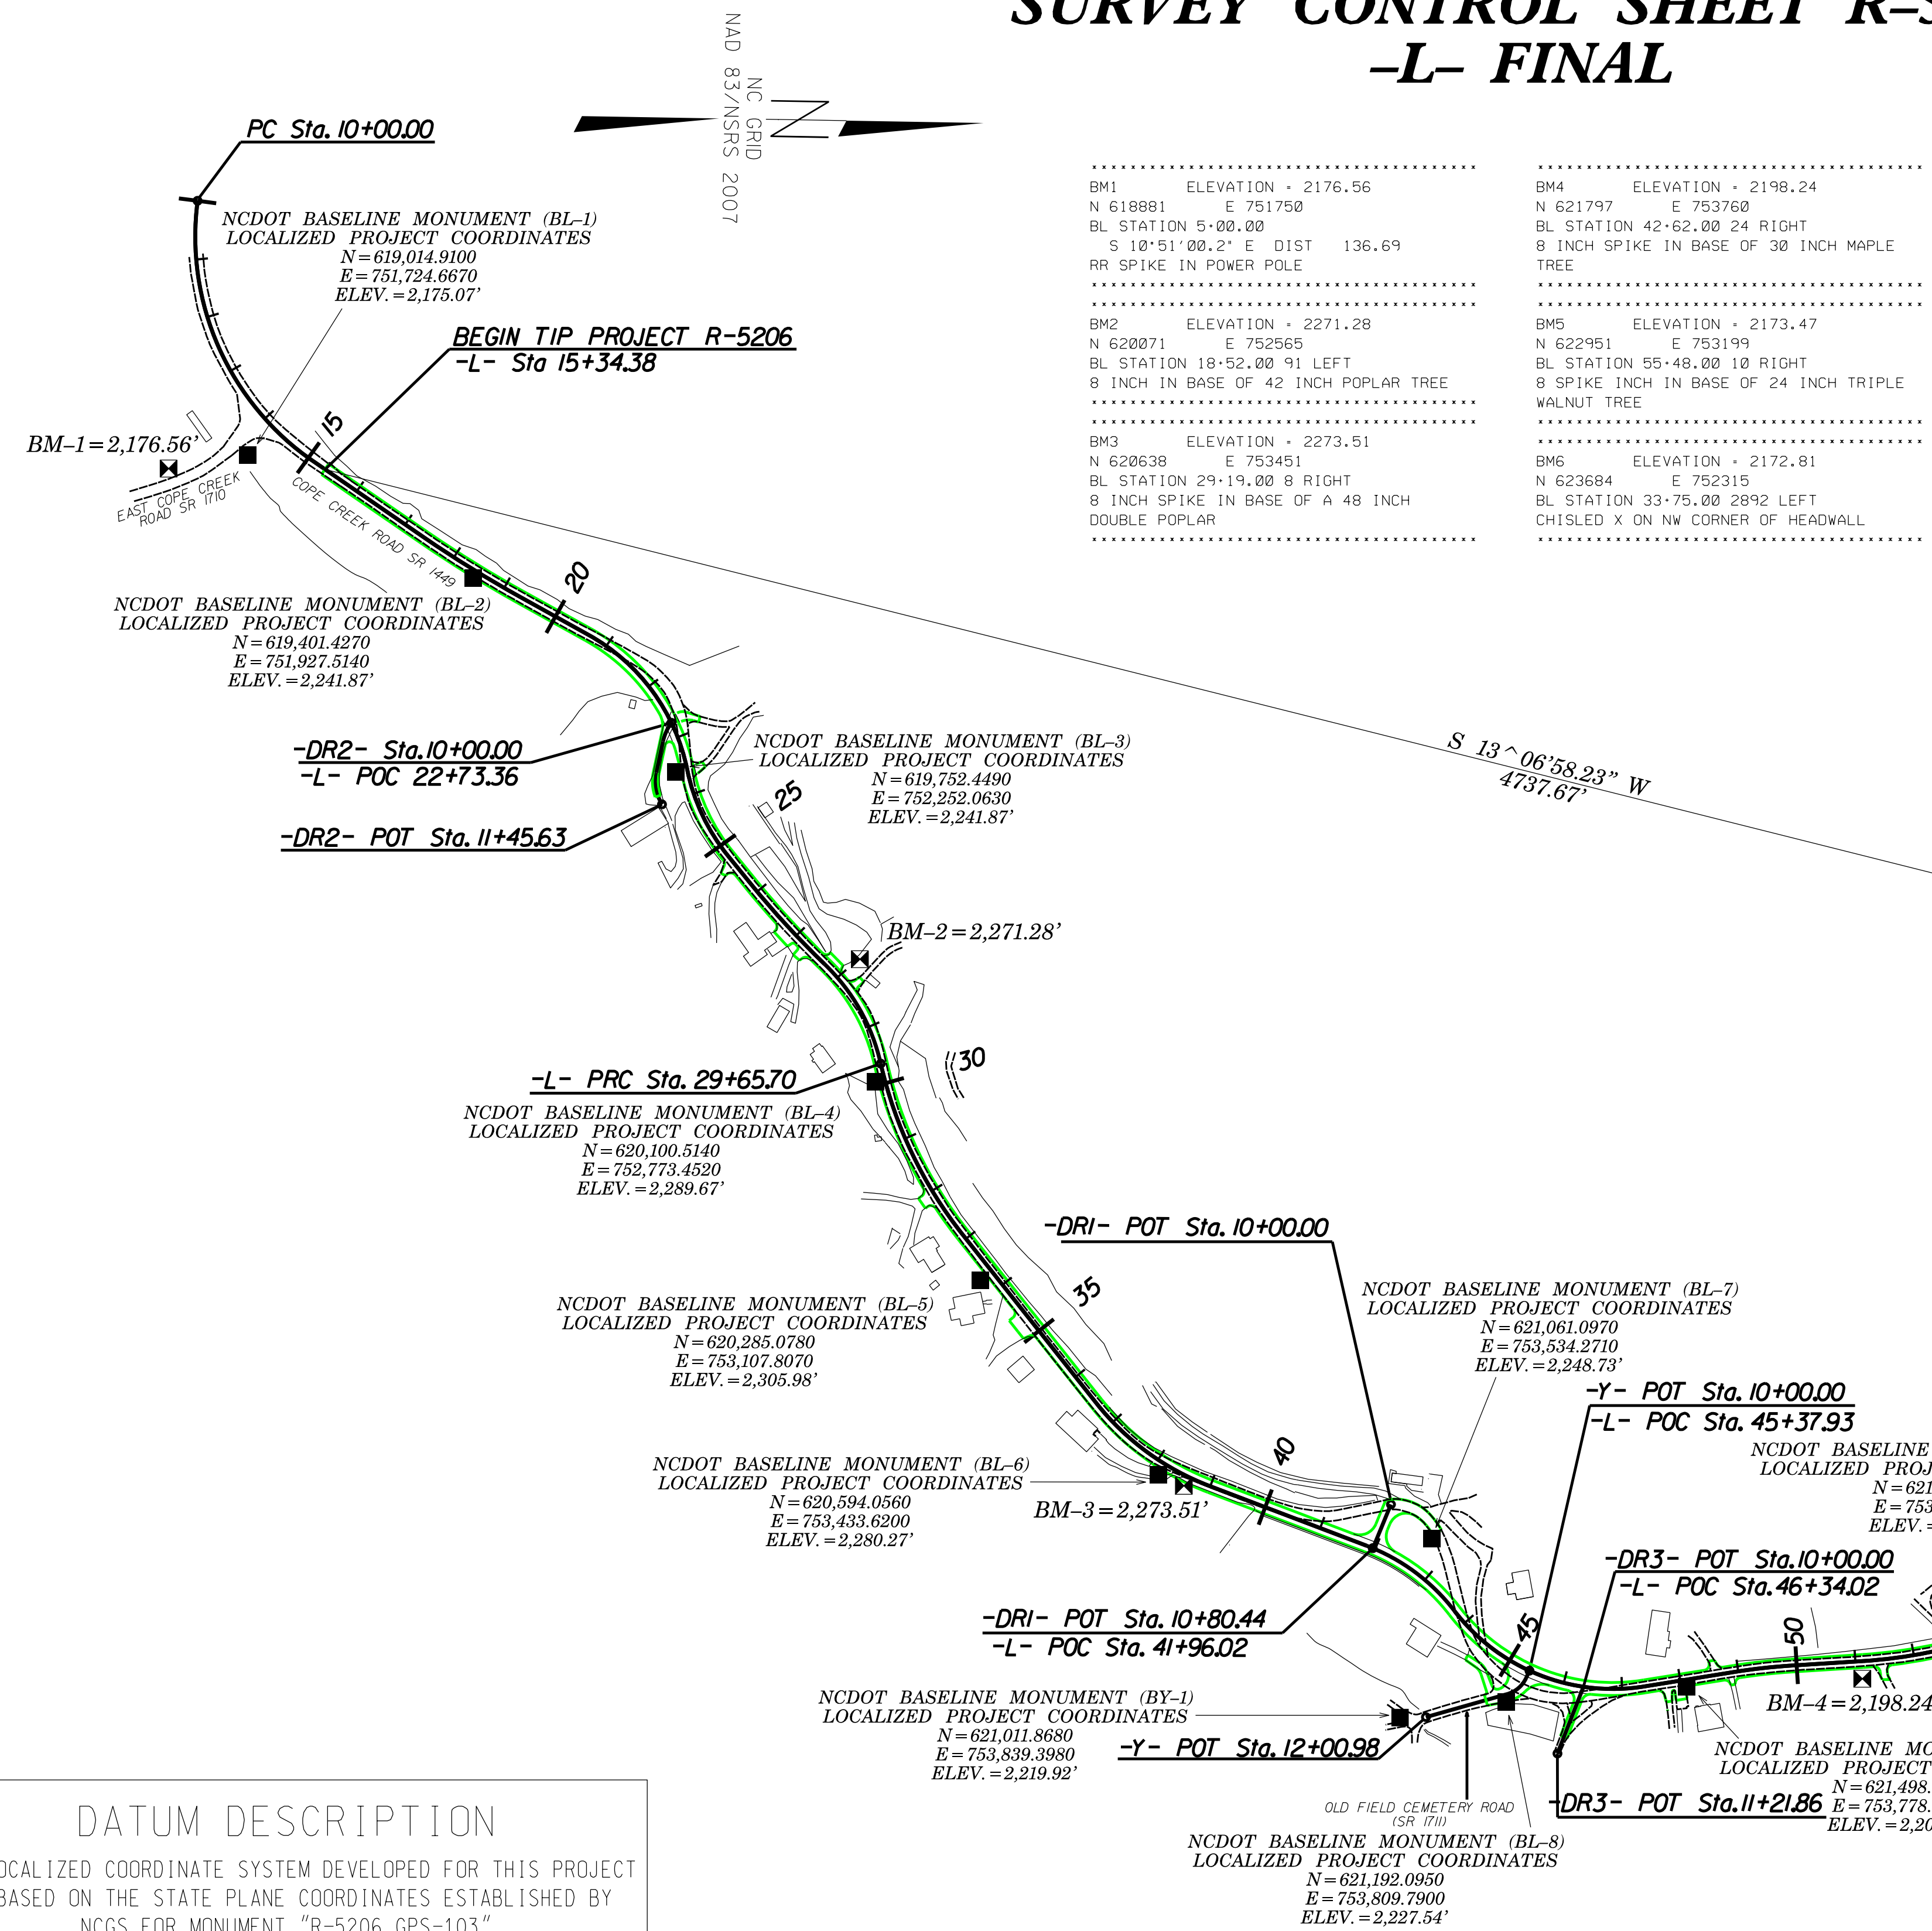 SURVEY CONTROL SHEET R-5
-L- FINAL
NC GRID
NAD 83/NSRS 2007
PC Sta. 10+00.00
NCDOT BASELINE MONUMENT (BL-1)
LOCALIZED PROJECT COORDINATES
N=619,014.9100
E=751,724.6670
ELEV.=2,175.07'
BEGIN TIP PROJECT R-5206
-L- Sta 15+34.38
BM1 ELEVATION = 2176.56
N 618881 E 751750
BL STATION 5+00.00
S 10°51'00.2" E DIST 136.69
RR SPIKE IN POWER POLE
BM2 ELEVATION = 2271.28
N 620071 E 752565
BL STATION 18+52.00 91 LEFT
8 INCH IN BASE OF 42 INCH POPLAR TREE
BM3 ELEVATION = 2273.51
N 620638 E 753451
BL STATION 29+19.00 8 RIGHT
8 INCH SPIKE IN BASE OF A 48 INCH
DOUBLE POPLAR
BM4 ELEVATION = 2198.24
N 621797 E 753760
BL STATION 42+62.00 24 RIGHT
8 INCH SPIKE IN BASE OF 30 INCH MAPLE
TREE
BM5 ELEVATION = 2173.47
N 622951 E 753199
BL STATION 55+48.00 10 RIGHT
8 SPIKE INCH IN BASE OF 24 INCH TRIPLE
WALNUT TREE
BM6 ELEVATION = 2172.81
N 623684 E 752315
BL STATION 33+75.00 2892 LEFT
CHISLED X ON NW CORNER OF HEADWALL
15
BM-1=2,176.56'
EAST COPE CREEK
ROAD SR 1710
COPE CREEK ROAD SR 1449
20
NCDOT BASELINE MONUMENT (BL-2)
LOCALIZED PROJECT COORDINATES
N=619,401.4270
E=751,927.5140
ELEV.=2,241.87'
S 13^06'58.23" W
4737.67'
-DR2- Sta. 10+00.00
-L- POC 22+73.36
NCDOT BASELINE MONUMENT (BL-3)
LOCALIZED PROJECT COORDINATES
N=619,752.4490
E=752,252.0630
ELEV.=2,241.87'
25
-DR2- POT Sta. 11+45.63
BM-2=2,271.28'
30
-L- PRC Sta. 29+65.70
NCDOT BASELINE MONUMENT (BL-4)
LOCALIZED PROJECT COORDINATES
N=620,100.5140
E=752,773.4520
ELEV.=2,289.67'
-DR1- POT Sta. 10+00.00
35
NCDOT BASELINE MONUMENT (BL-5)
LOCALIZED PROJECT COORDINATES
N=620,285.0780
E=753,107.8070
ELEV.=2,305.98'
NCDOT BASELINE MONUMENT (BL-7)
LOCALIZED PROJECT COORDINATES
N=621,061.0970
E=753,534.2710
ELEV.=2,248.73'
-Y- POT Sta. 10+00.00
-L- POC Sta. 45+37.93
NCDOT BASELINE
LOCALIZED PROJ
N=621
E=753
ELEV.=
40
NCDOT BASELINE MONUMENT (BL-6)
LOCALIZED PROJECT COORDINATES
N=620,594.0560
E=753,433.6200
ELEV.=2,280.27'
BM-3=2,273.51'
-DR3- POT Sta. 10+00.00
-L- POC Sta. 46+34.02
-DR1- POT Sta. 10+80.44
-L- POC Sta. 41+96.02
45
50
NCDOT BASELINE MONUMENT (BY-1)
LOCALIZED PROJECT COORDINATES
N=621,011.8680
E=753,839.3980
ELEV.=2,219.92'
BM-4=2,198.24
-Y- POT Sta. 12+00.98
NCDOT BASELINE MO
LOCALIZED PROJECT
N=621,498.
E=753,778.
ELEV.=2,20
-DR3- POT Sta. 11+21.86
OLD FIELD CEMETERY ROAD
(SR 1711)
NCDOT BASELINE MONUMENT (BL-8)
LOCALIZED PROJECT COORDINATES
N=621,192.0950
E=753,809.7900
ELEV.=2,227.54'
DATUM DESCRIPTION
OCALIZED COORDINATE SYSTEM DEVELOPED FOR THIS PROJECT
BASED ON THE STATE PLANE COORDINATES ESTABLISHED BY
NCGS FOR MONUMENT "R-5206 GPS-103"